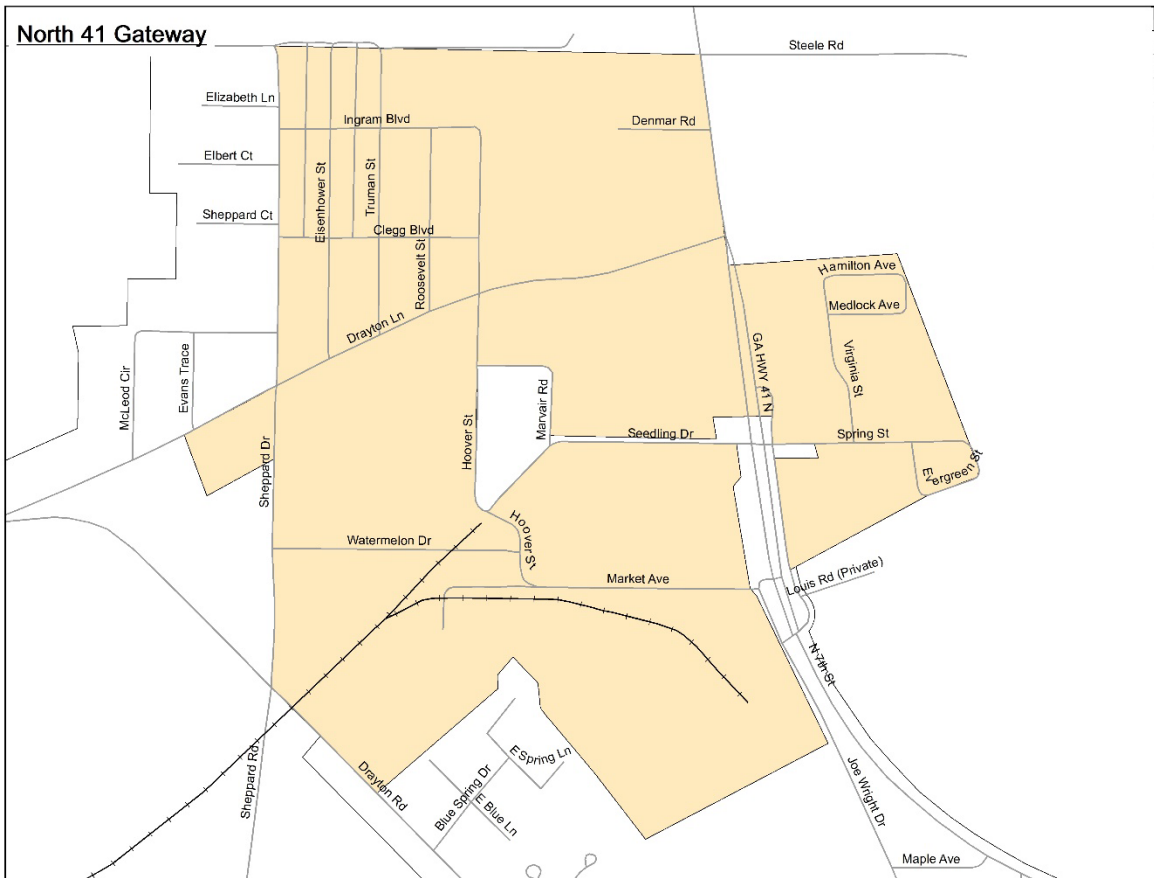 North 41 Gateway
Steele Rd
Elizabeth Ln
Ingram Blvd
Denmar Rd
Elbert Ct
Eisenhower St
Truman St
Sheppard Ct
Clegg Blvd
Roosevelt St
Hamilton Ave
Medlock Ave
Drayton Ln
GA HWY 41 N
Virginia St
McLeod Cir
Evans Trace
Marvair Rd
Hoover St
Seedling Dr
Spring St
Sheppard Dr
Evergreen St
Hoover St
Watermelon Dr
Market Ave
Louis Rd (Private)
N 7th St
E Spring Ln
Sheppard Rd
Drayton Rd
Blue Spring Dr
E Blue Ln
Joe Wright Dr
Maple Ave